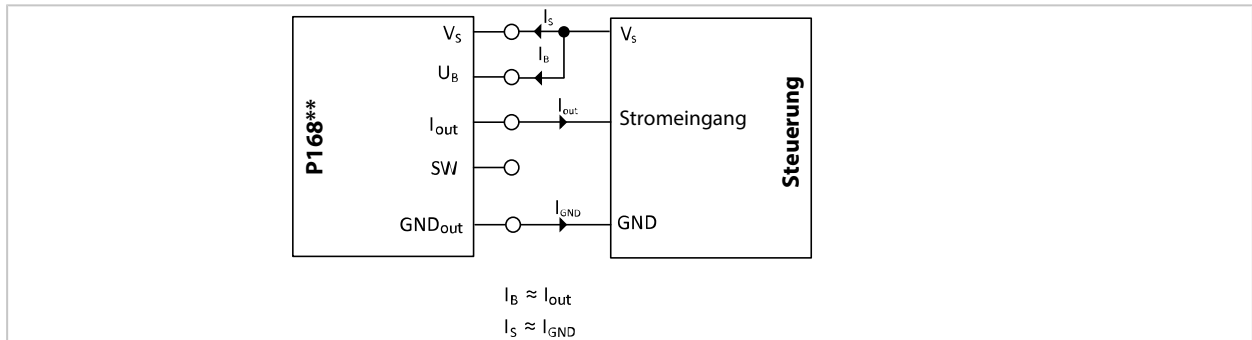 I_S
V_S
V_s
I_B
U_B
P168**
I_out
I_out
Stromeingang
Steuerung
SW
I_GND
GND_out
GND
I_B ≈ I_out
I_S ≈ I_GND